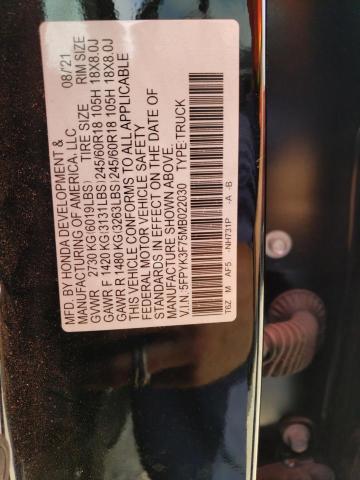 MFD. BY HONDA DEVELOPMENT & 08/21
MANUFACTURING OF AMERICA, LLC
TIRE SIZE RIM SIZE
GVWR 2730 KG(6019LBS)
GAWR F 1420 KG(3131LBS) 245/60R18 105H 18X8.0J
GAWR R 1480 KG(3263LBS) 245/60R18 105H 18X8.0J
THIS VEHICLE CONFORMS TO ALL APPLICABLE
FEDERAL MOTOR VEHICLE SAFETY
STANDARDS IN EFFECT ON THE DATE OF
MANUFACTURE SHOWN ABOVE.
V.I.N. 5FPYK3F75MB022030 TYPE-TRUCK
T6Z M AF5 -NH731P -A -B